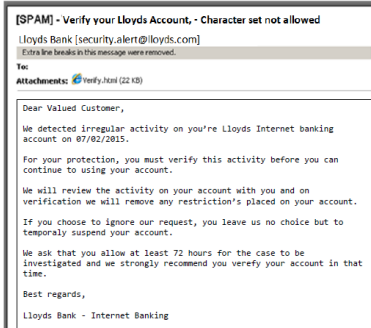 [SPAM] - Verify your Lloyds Account, - Character set not allowed
Lloyds Bank [security.alert@lloyds.com]
Extra line breaks in this message were removed.
To:
Attachments: Verify.html (22 KB)
Dear Valued Customer,
We detected irregular activity on you're Lloyds Internet banking
account on 07/02/2015.
For your protection, you must verify this activity before you can
continue to using your account.
We will review the activity on your account with you and on
verification we will remove any restriction's placed on your account.
If you choose to ignore our request, you leave us no choice but to
temporaly suspend your account.
We ask that you allow at least 72 hours for the case to be
investigated and we strongly recommend you verefy your account in that
time.
Best regards,
Lloyds Bank - Internet Banking